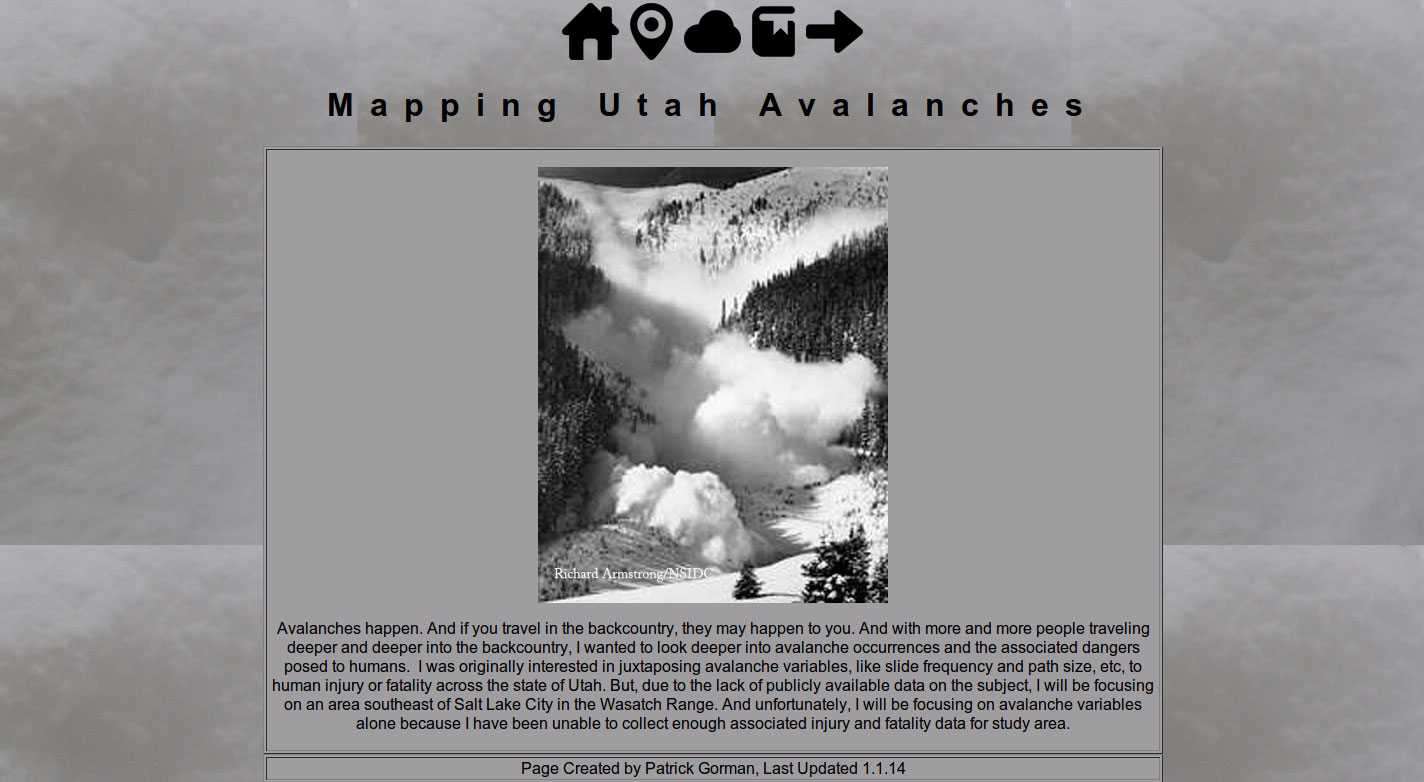 Mapping Utah Avalanches
Richard Armstrong/NSIDC
Avalanches happen. And if you travel in the backcountry, they may happen to you. And with more and more people traveling
deeper and deeper into the backcountry, I wanted to look deeper into avalanche occurrences and the associated dangers
posed to humans.  I was originally interested in juxtaposing avalanche variables, like slide frequency and path size, etc, to
human injury or fatality across the state of Utah. But, due to the lack of publicly available data on the subject, I will be focusing
on an area southeast of Salt Lake City in the Wasatch Range. And unfortunately, I will be focusing on avalanche variables
alone because I have been unable to collect enough associated injury and fatality data for study area.
Page Created by Patrick Gorman, Last Updated 1.1.14